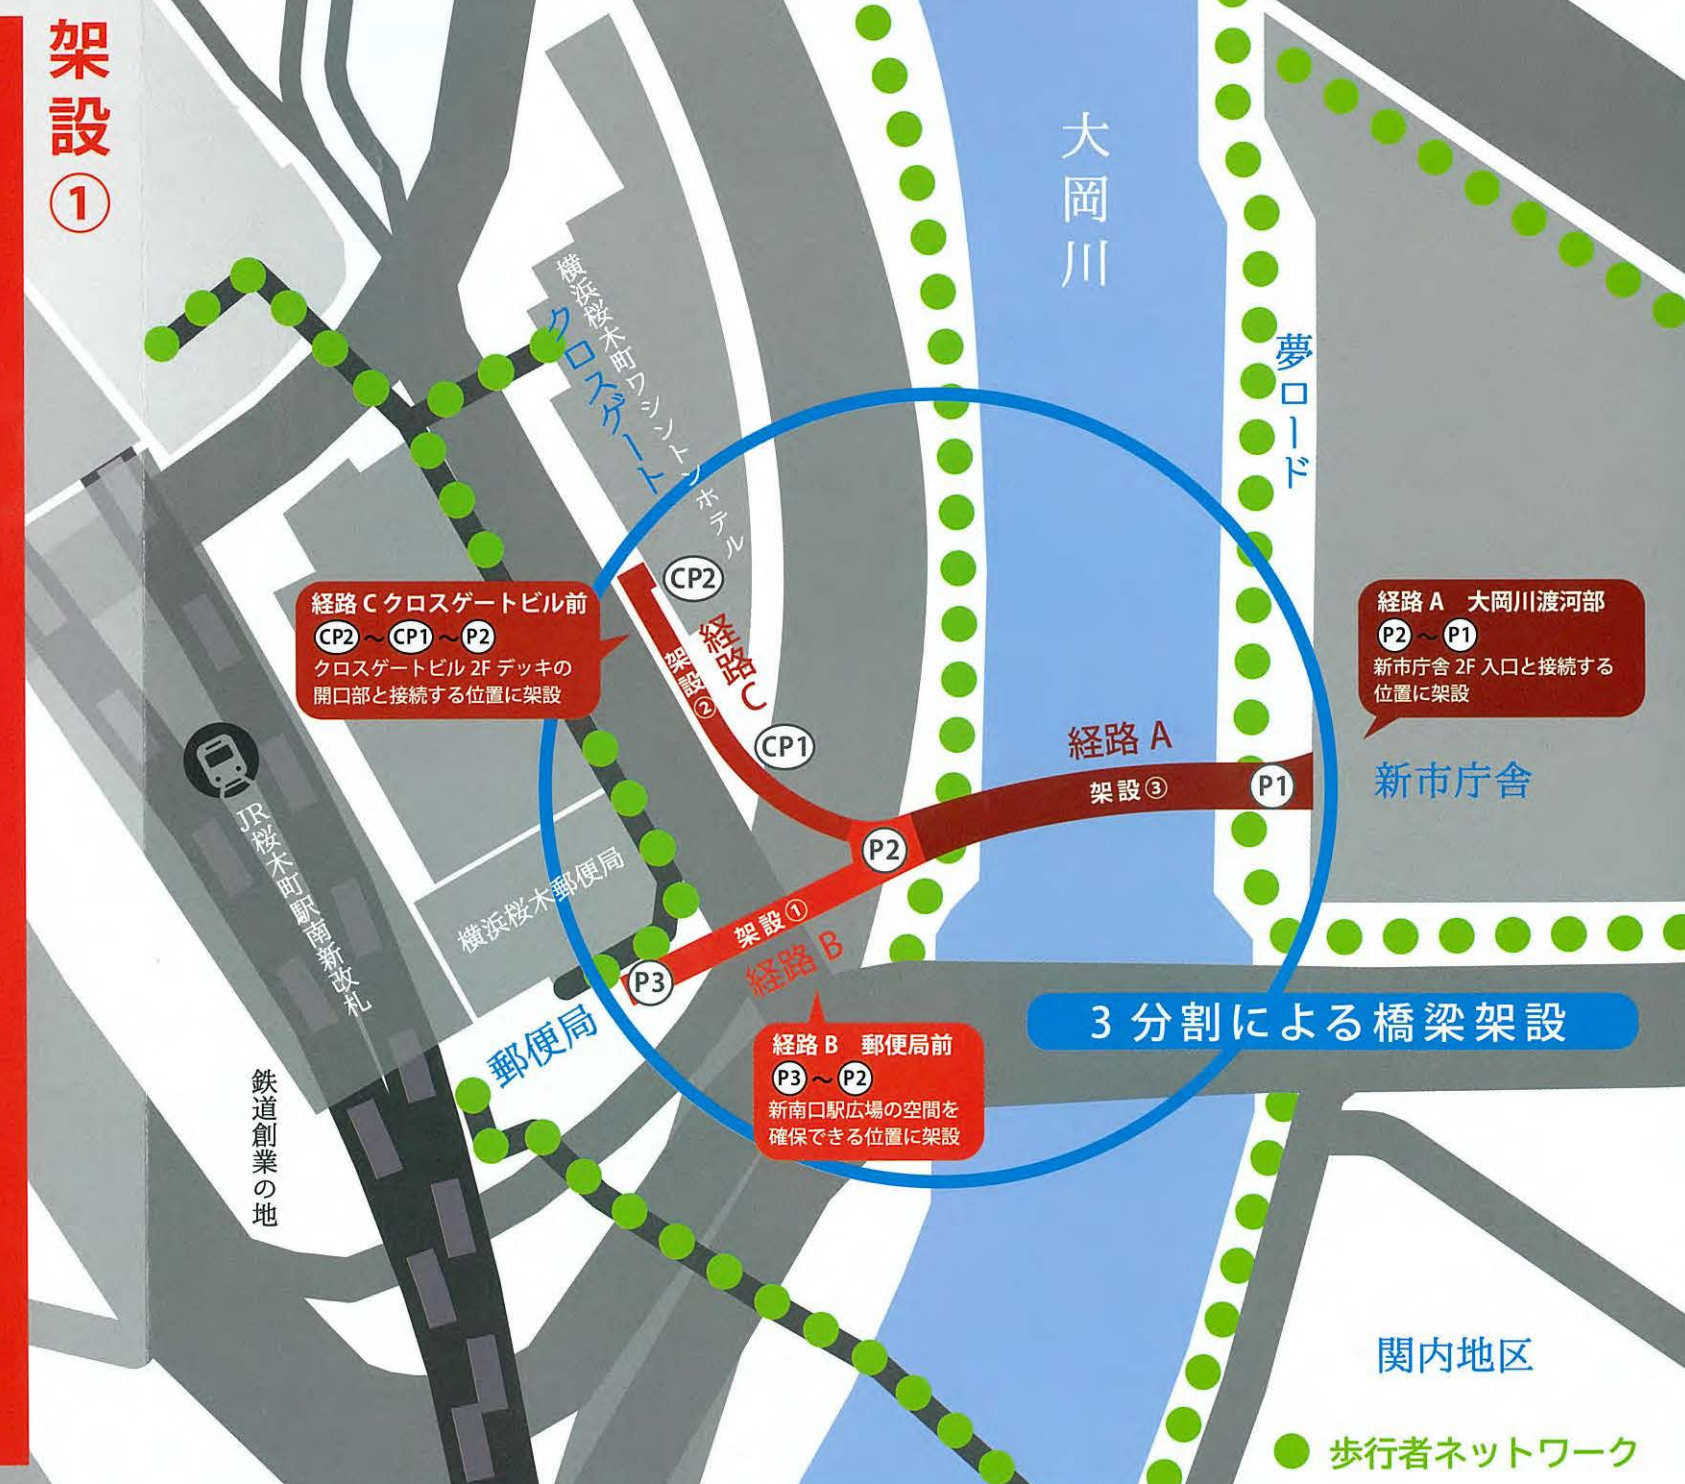 架設①
大岡川
横浜桜木町ワシントンホテル
クロスゲート
夢ロード
CP2
経路C
架設②
CP1
経路 C クロスゲートビル前
CP2～CP1～P2
クロスゲートビル 2F デッキの
開口部と接続する位置に架設
経路 A　大岡川渡河部
P2～P1
新市庁舎 2F 入口と接続する
位置に架設
経路 A
架設③
P1
新市庁舎
P2
JR桜木町駅南新改札
横浜桜木郵便局
架設①
経路 B
P3
郵便局
3 分割による橋梁架設
経路 B　郵便局前
P3～P2
新南口駅広場の空間を
確保できる位置に架設
鉄道創業の地
関内地区
歩行者ネットワーク